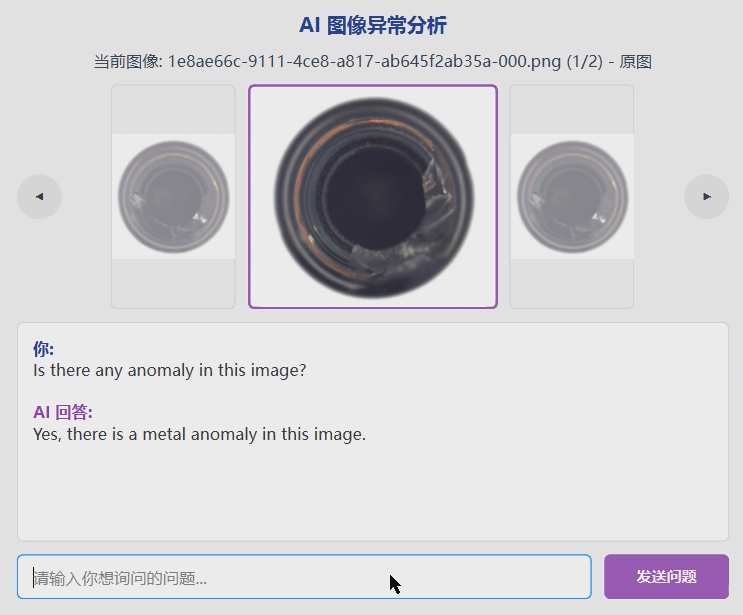 AI 图像异常分析
当前图像: 1e8ae66c-9111-4ce8-a817-ab645f2ab35a-000.png (1/2) - 原图
你:
Is there any anomaly in this image?
AI 回答:
Yes, there is a metal anomaly in this image.
请输入你想询问的问题...
发送问题